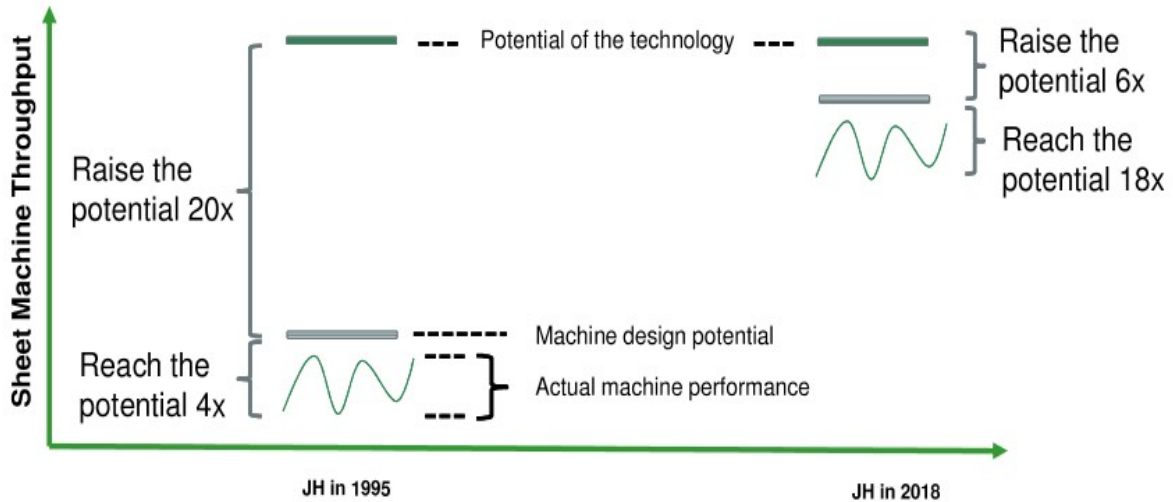 Sheet Machine Throughput
Potential of the technology
Raise the
potential 6x
Reach the
potential 18x
Raise the
potential 20x
Machine design potential
Reach the
potential 4x
Actual machine performance
JH in 1995
JH in 2018